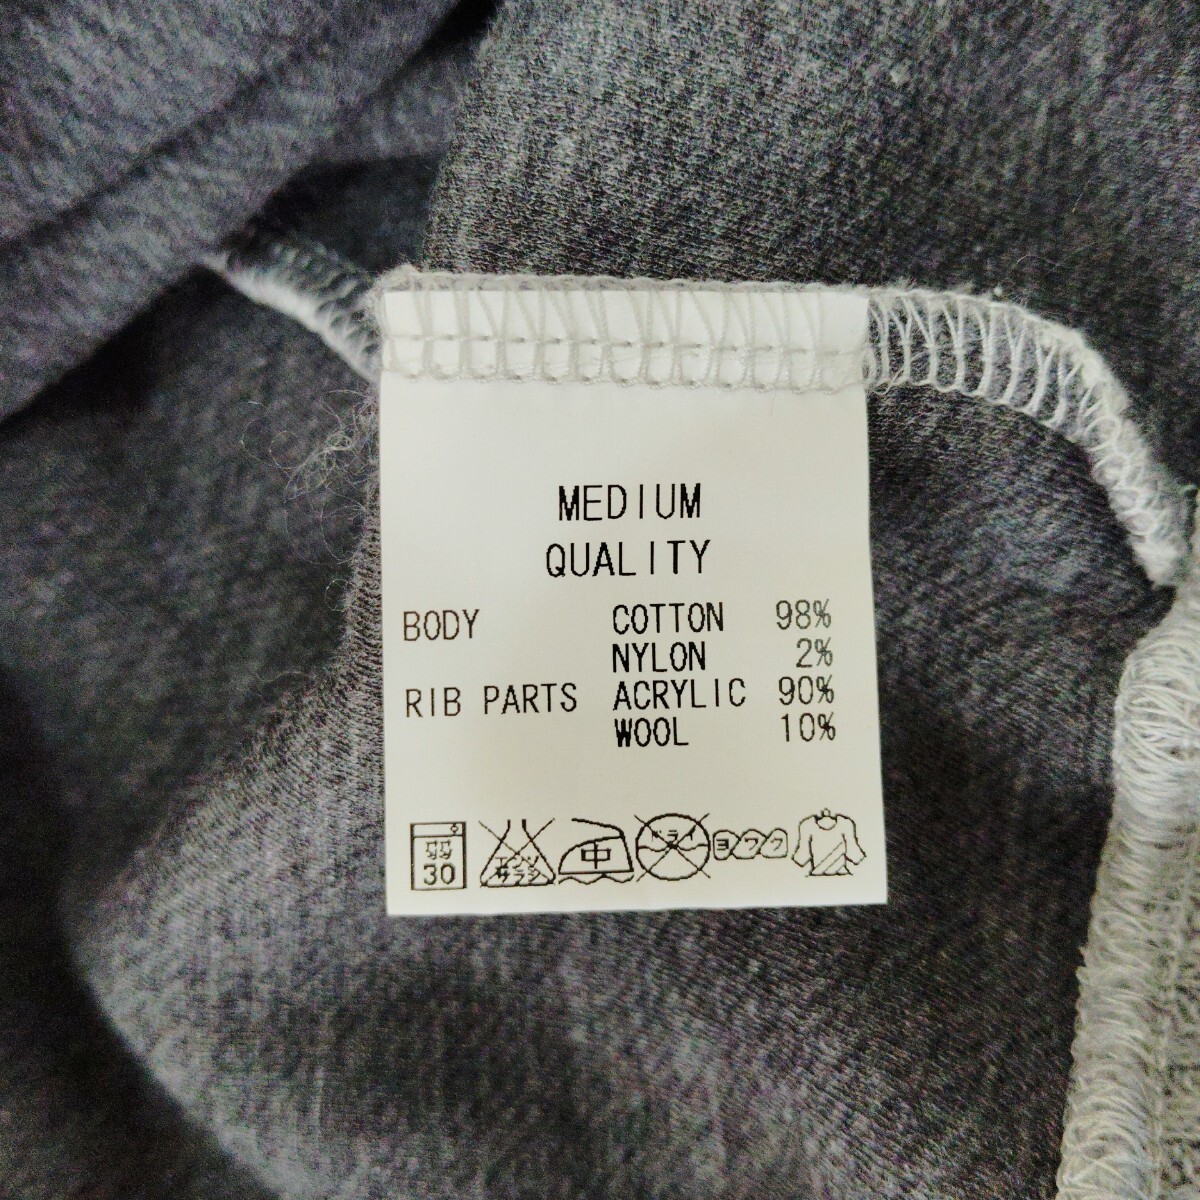 MEDIUM
QUALITY
BODY COTTON 98%
NYLON 2%
RIB PARTS ACRYLIC 90%
WOOL 10%
30 エンソ サラシ 中 ドライ ヨワク